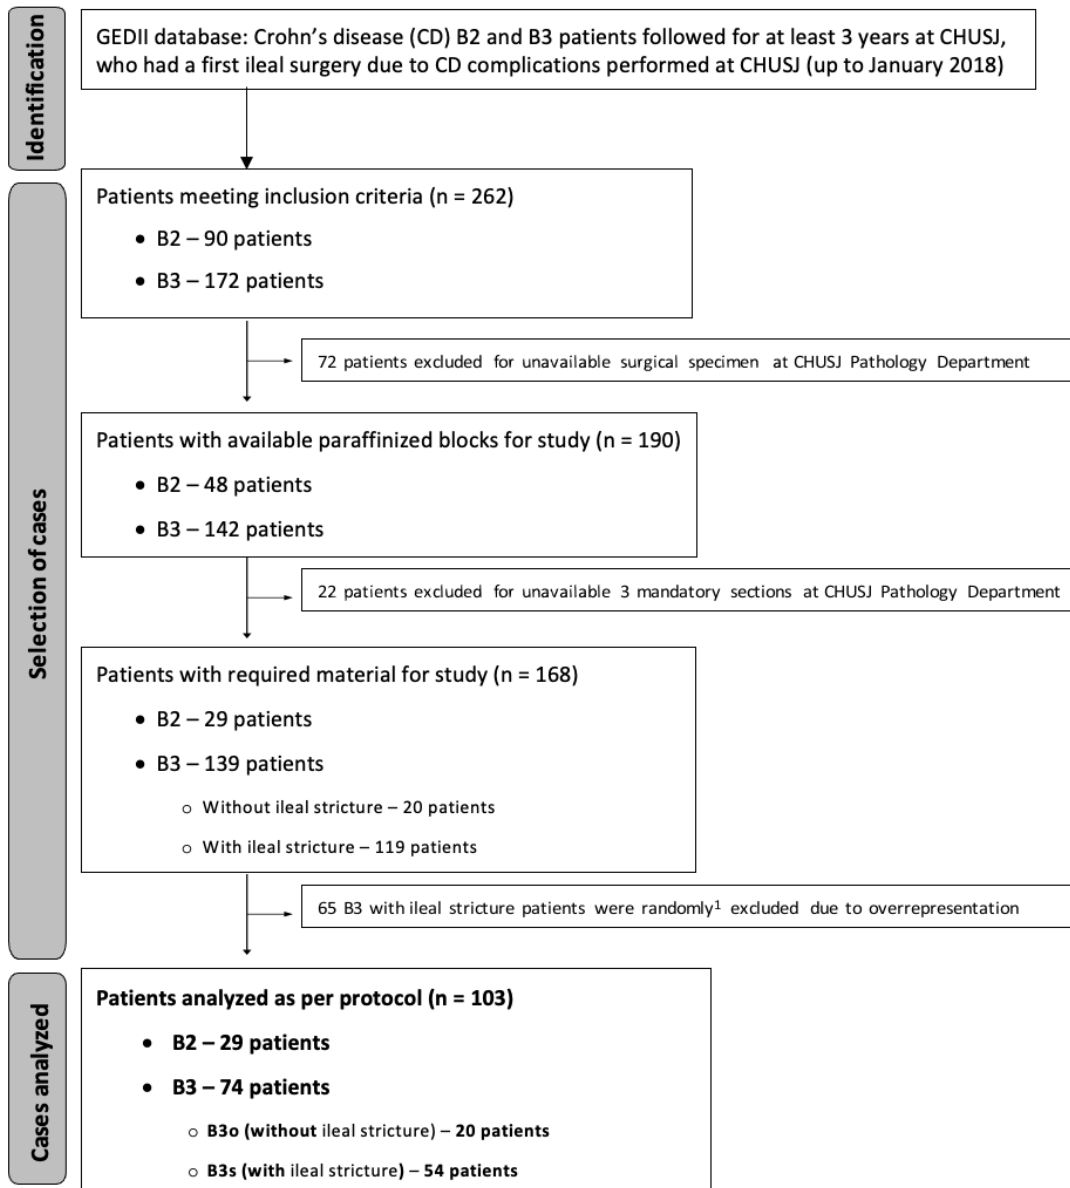 Identification
GEDII database: Crohn's disease (CD) B2 and B3 patients followed for at least 3 years at CHUSJ,
who had a first ileal surgery due to CD complications performed at CHUSJ (up to January 2018)
Selection of cases
Patients meeting inclusion criteria (n = 262)
• B2 – 90 patients
• B3 – 172 patients
72 patients excluded for unavailable surgical specimen at CHUSJ Pathology Department
Patients with available paraffinized blocks for study (n = 190)
• B2 – 48 patients
• B3 – 142 patients
22 patients excluded for unavailable 3 mandatory sections at CHUSJ Pathology Department
Patients with required material for study (n = 168)
• B2 – 29 patients
• B3 – 139 patients
o Without ileal stricture – 20 patients
o With ileal stricture – 119 patients
65 B3 with ileal stricture patients were randomly¹ excluded due to overrepresentation
Cases analyzed
Patients analyzed as per protocol (n = 103)
• B2 – 29 patients
• B3 – 74 patients
o B3o (without ileal stricture) – 20 patients
o B3s (with ileal stricture) – 54 patients